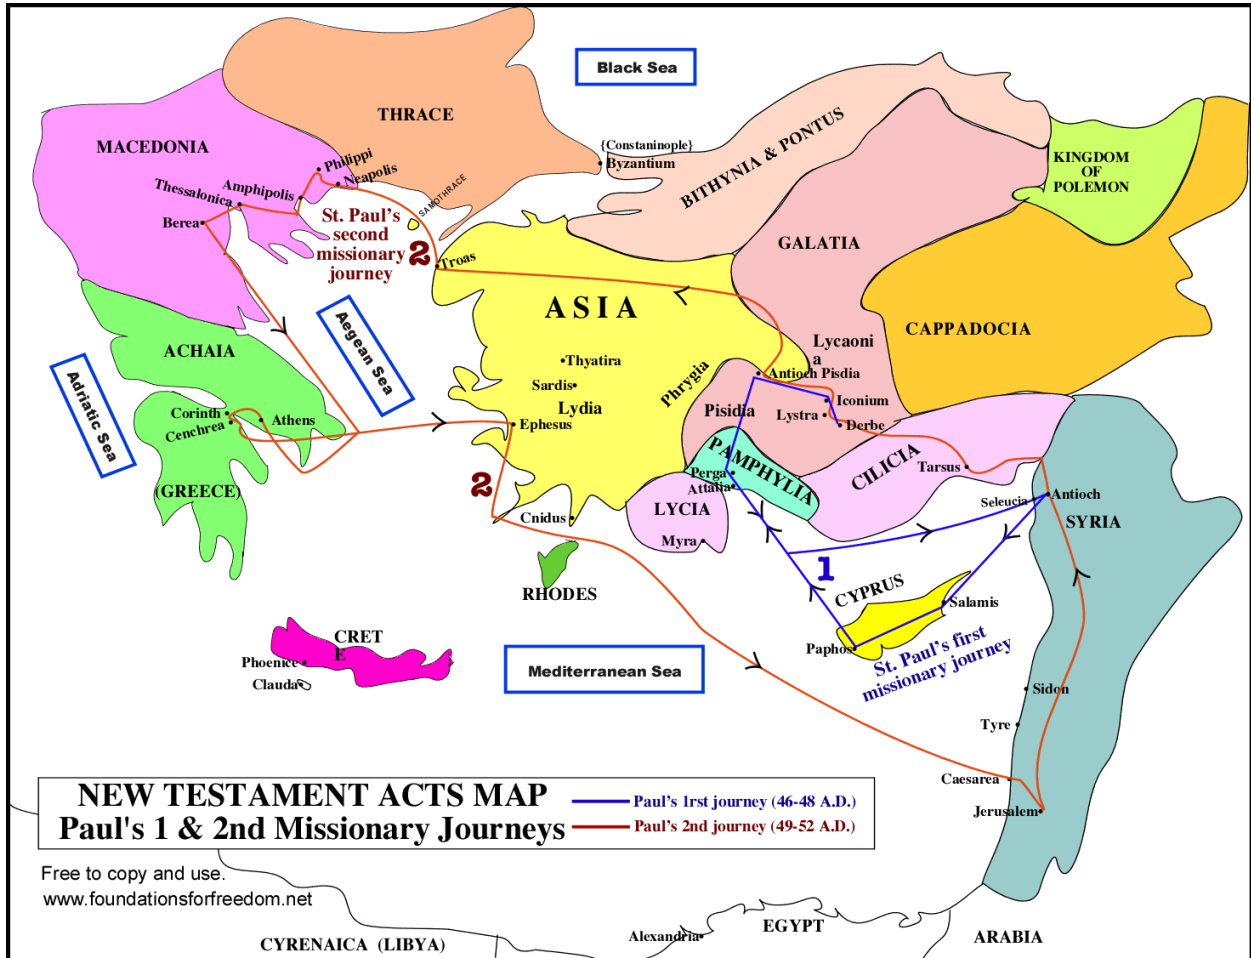 Black Sea
THRACE
MACEDONIA
{Constaninople}
Byzantium
BITHYNIA & PONTUS
KINGDOM
OF
POLEMON
Philippi
Neapolis
Thessalonica
Amphipolis
SAMOTHRACE
Berea
St. Paul's
second
missionary
journey
2
Troas
GALATIA
ASIA
CAPPADOCIA
Aegean Sea
ACHAIA
Adriatic Sea
Lycaoni
a
Thyatira
Sardis
Lydia
Phrygia
Antioch Pisdia
Pisidia
Iconium
Lystra
Derbe
Corinth
Cenchrea
Athens
Ephesus
PAMPHYLIA
CILICIA
Tarsus
Perga
Attalia
(GREECE)
2
LYCIA
Seleucia
Antioch
SYRIA
Cnidus
Myra
1
RHODES
CYPRUS
Salamis
Paphos
St. Paul's first
missionary journey
CRET
E
Phoenice
Clauda
Mediterranean Sea
Sidon
Tyre
Caesarea
Jerusalem
NEW TESTAMENT ACTS MAP
Paul's 1 & 2nd Missionary Journeys
Paul's 1rst journey (46-48 A.D.)
Paul's 2nd journey (49-52 A.D.)
Free to copy and use.
www.foundationsforfreedom.net
CYRENAICA (LIBYA)
Alexandria
EGYPT
ARABIA